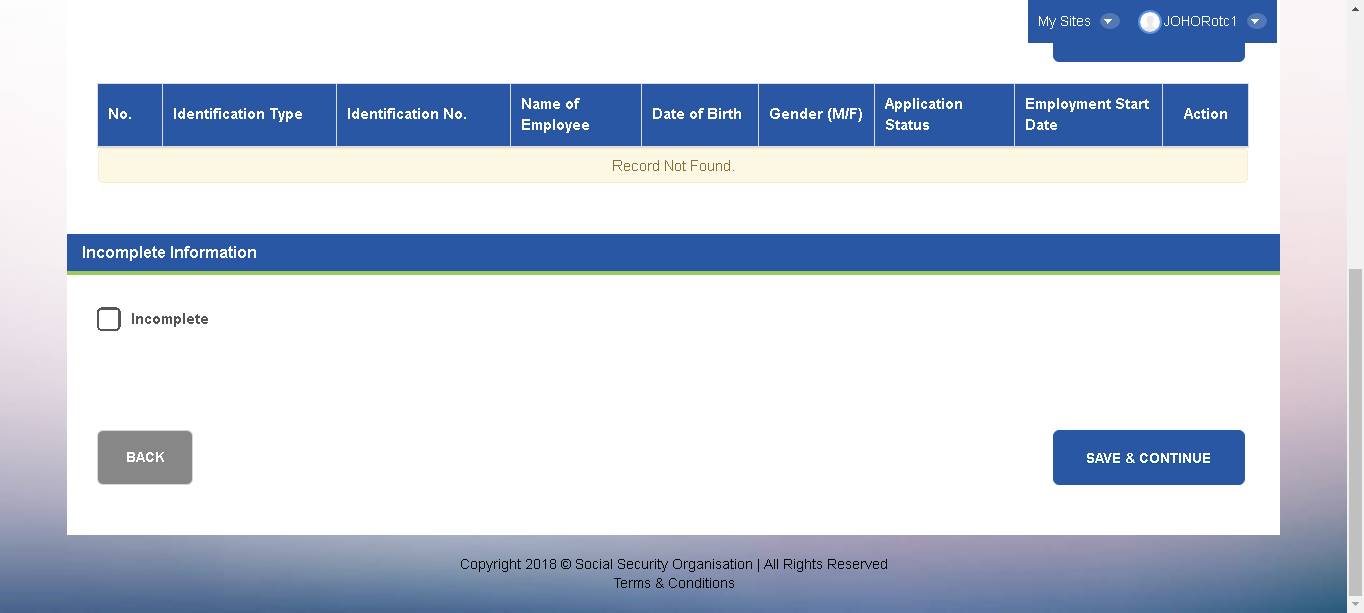 My Sites
JOHORotc1
No.
Identification Type
Identification No.
Name of
Employee
Date of Birth
Gender (M/F)
Application
Status
Employment Start
Date
Action
Record Not Found.
Incomplete Information
Incomplete
BACK
SAVE & CONTINUE
Copyright 2018 © Social Security Organisation | All Rights Reserved
Terms & Conditions